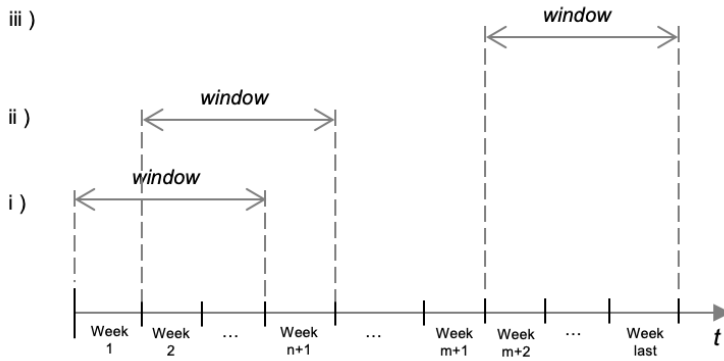 iii )
window
window
ii )
window
i )
Week Week ... Week ... Week Week ... Week
1 2 n+1 m+1 m+2 last t